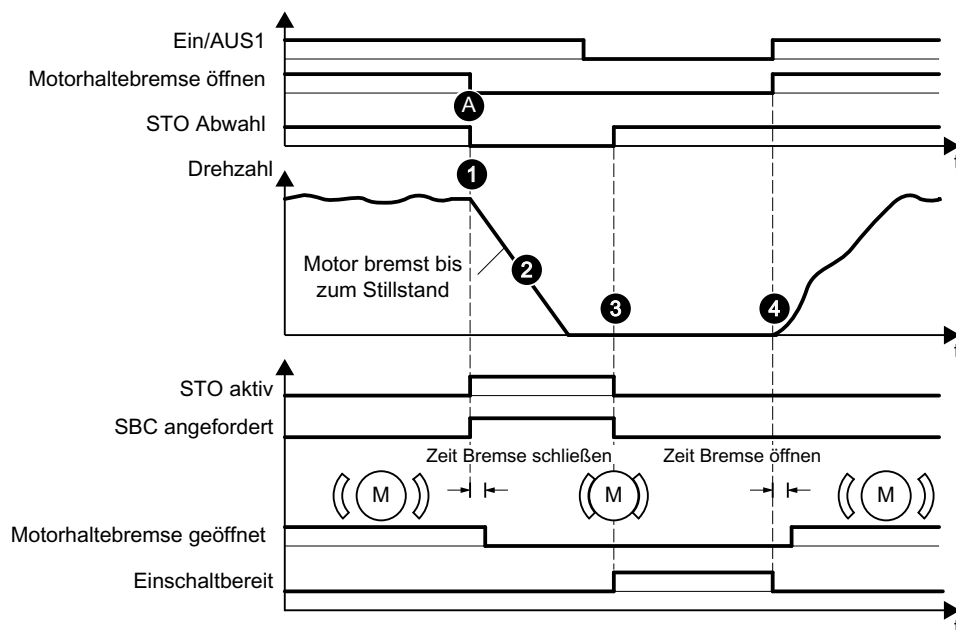 Ein/AUS1
Motorhaltebremse öffnen
A
STO Abwahl
t
Drehzahl
1
Motor bremst bis
zum Stillstand
2
3
4
t
STO aktiv
SBC angefordert
Zeit Bremse schließen
Zeit Bremse öffnen
M
M
M
Motorhaltebremse geöffnet
Einschaltbereit
t